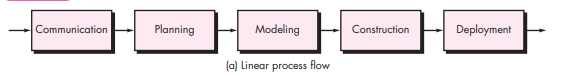 Communication Planning Modeling Construction Deployment
(a) Linear process flow